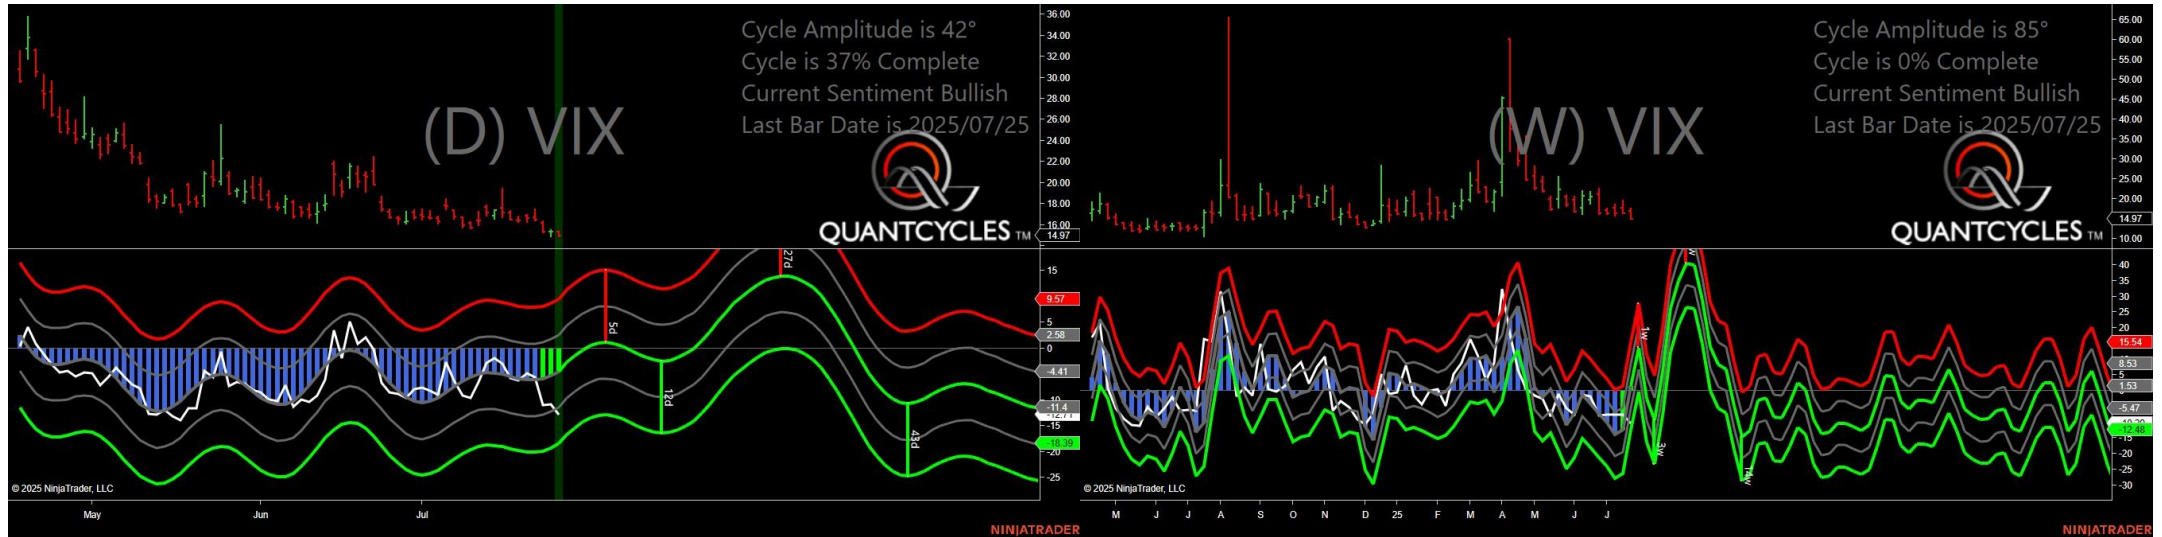 Cycle Amplitude is 42°
Cycle is 37% Complete
Current Sentiment Bullish
Last Bar Date is 2025/07/25
(D) VIX
QUANTCYCLES TM
36.00
34.00
32.00
30.00
28.00
26.00
24.00
22.00
20.00
18.00
16.00
14.97
27d
5d
12d
43d
15
9.57
5
2.58
0
-4.41
-11.4
-15
-18.39
-20
-25
© 2025 NinjaTrader, LLC
May Jun Jul
NINJATRADER
Cycle Amplitude is 85°
Cycle is 0% Complete
Current Sentiment Bullish
Last Bar Date is 2025/07/25
(W) VIX
QUANTCYCLES TM
65.00
60.00
55.00
50.00
45.00
40.00
35.00
30.00
25.00
20.00
14.97
10.00
1w
3w
14w
40
35
30
25
20
15.54
8.53
5
1.53
-5.47
-12.48
-15
-20
-25
-30
© 2025 NinjaTrader, LLC
M J J A S O N D 25 F M A M J J
NINJATRADER